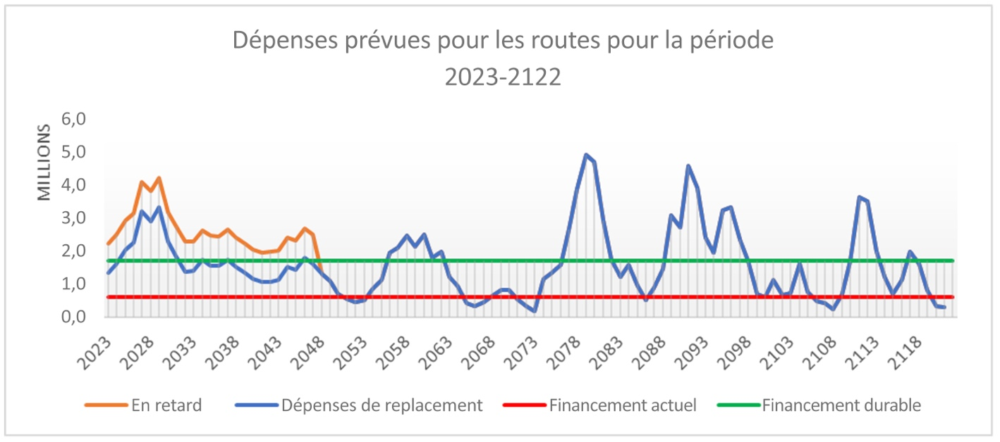 Dépenses prévues pour les routes pour la période
2023-2122
MILLIONS
6,0
5,0
4,0
3,0
2,0
1,0
0,0
2023 2028 2033 2038 2043 2048 2053 2058 2063 2068 2073 2078 2083 2088 2093 2098 2103 2108 2113 2118
En retard Dépenses de replacement Financement actuel Financement durable